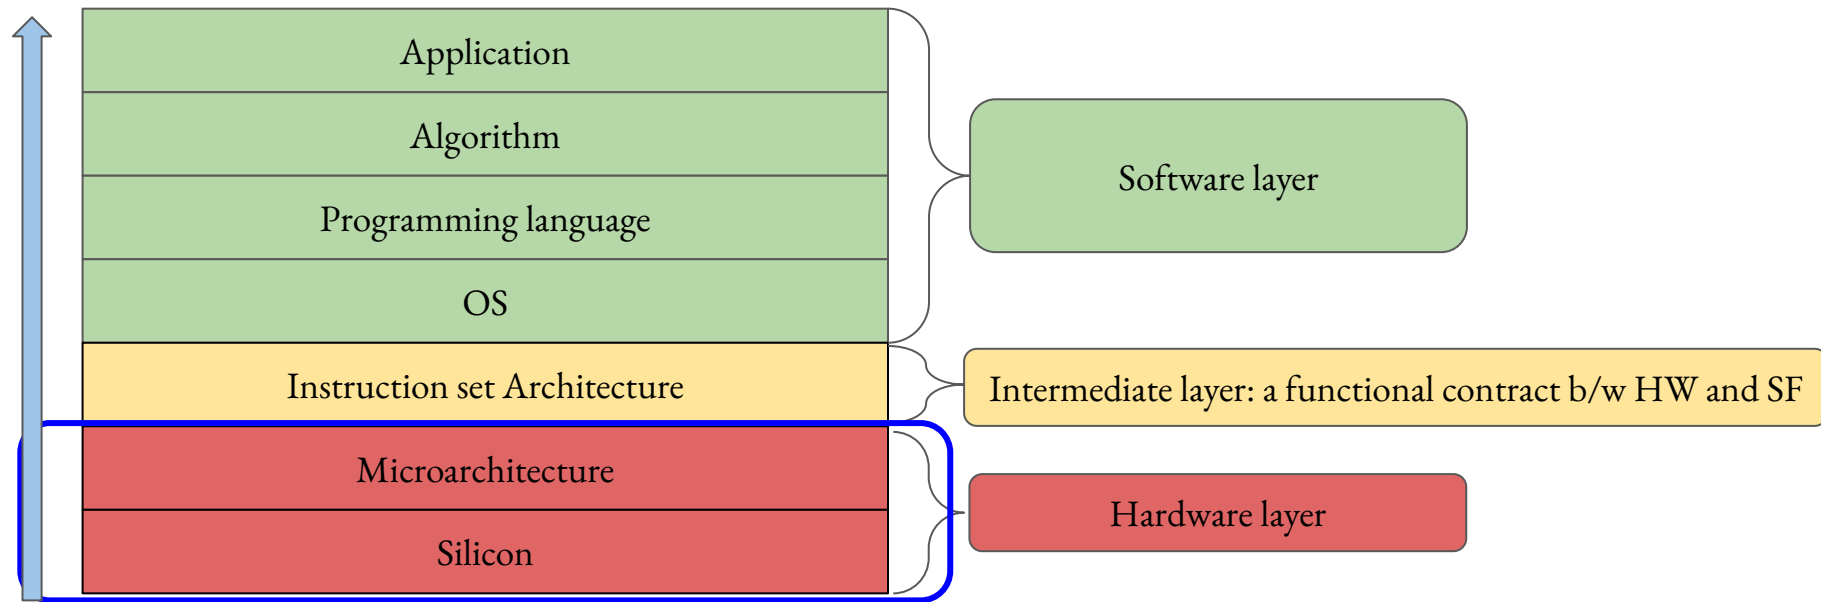 Application
Algorithm
Programming language
OS
Instruction set Architecture
Microarchitecture
Silicon
Software layer
Intermediate layer: a functional contract b/w HW and SF
Hardware layer